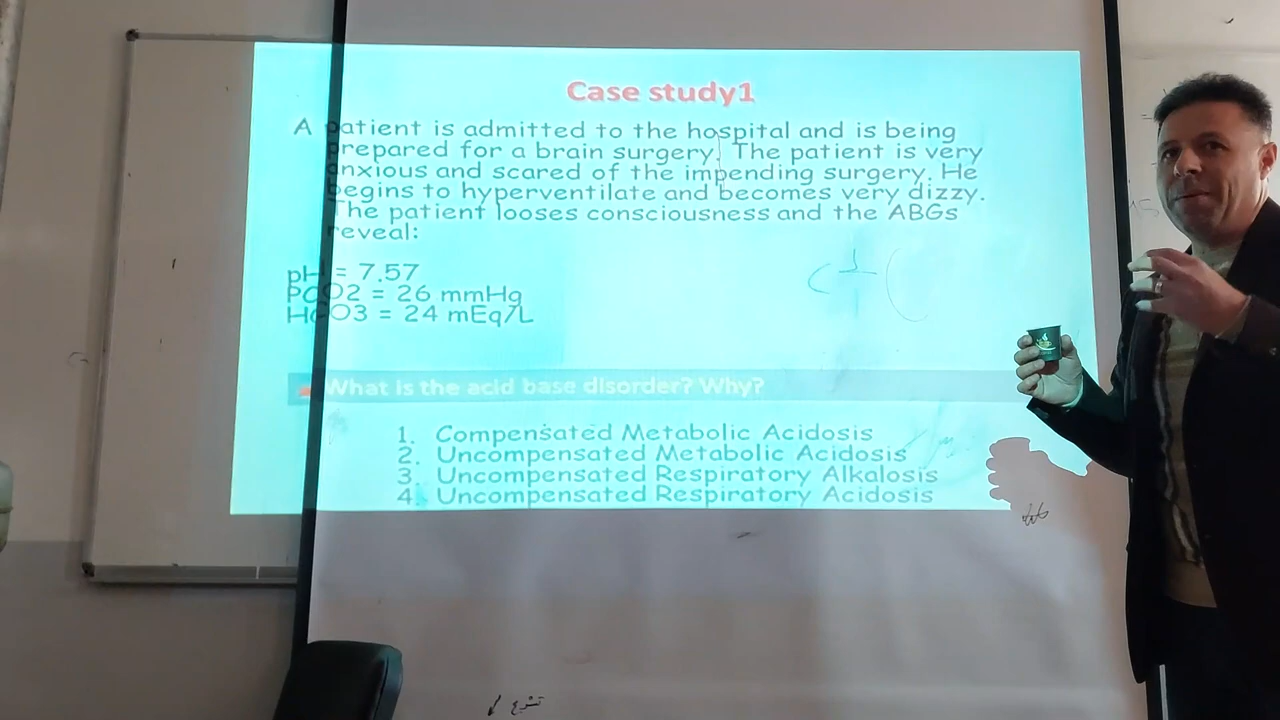 Case study1
A patient is admitted to the hospital and is being
prepared for a brain surgery. The patient is very
anxious and scared of the impending surgery. He
begins to hyperventilate and becomes very dizzy.
The patient looses consciousness and the ABGs
reveal:
pH = 7.57
PCO2 = 26 mmHg
HCO3 = 24 mEq/L
What is the acid base disorder? Why?
1. Compensated Metabolic Acidosis
2. Uncompensated Metabolic Acidosis
3. Uncompensated Respiratory Alkalosis
4. Uncompensated Respiratory Acidosis